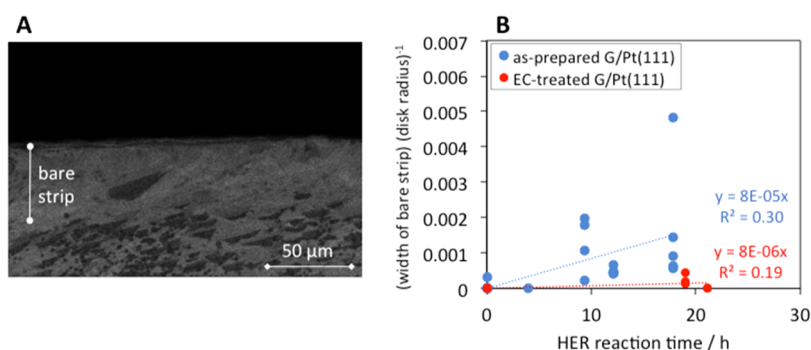 A
bare
strip
50 μm
B
(width of bare strip) (disk radius)⁻¹
0.007
0.006
0.005
0.004
0.003
0.002
0.001
0
as-prepared G/Pt(111)
EC-treated G/Pt(111)
y = 8E-05x
R² = 0.30
y = 8E-06x
R² = 0.19
0 10 20 30
HER reaction time / h